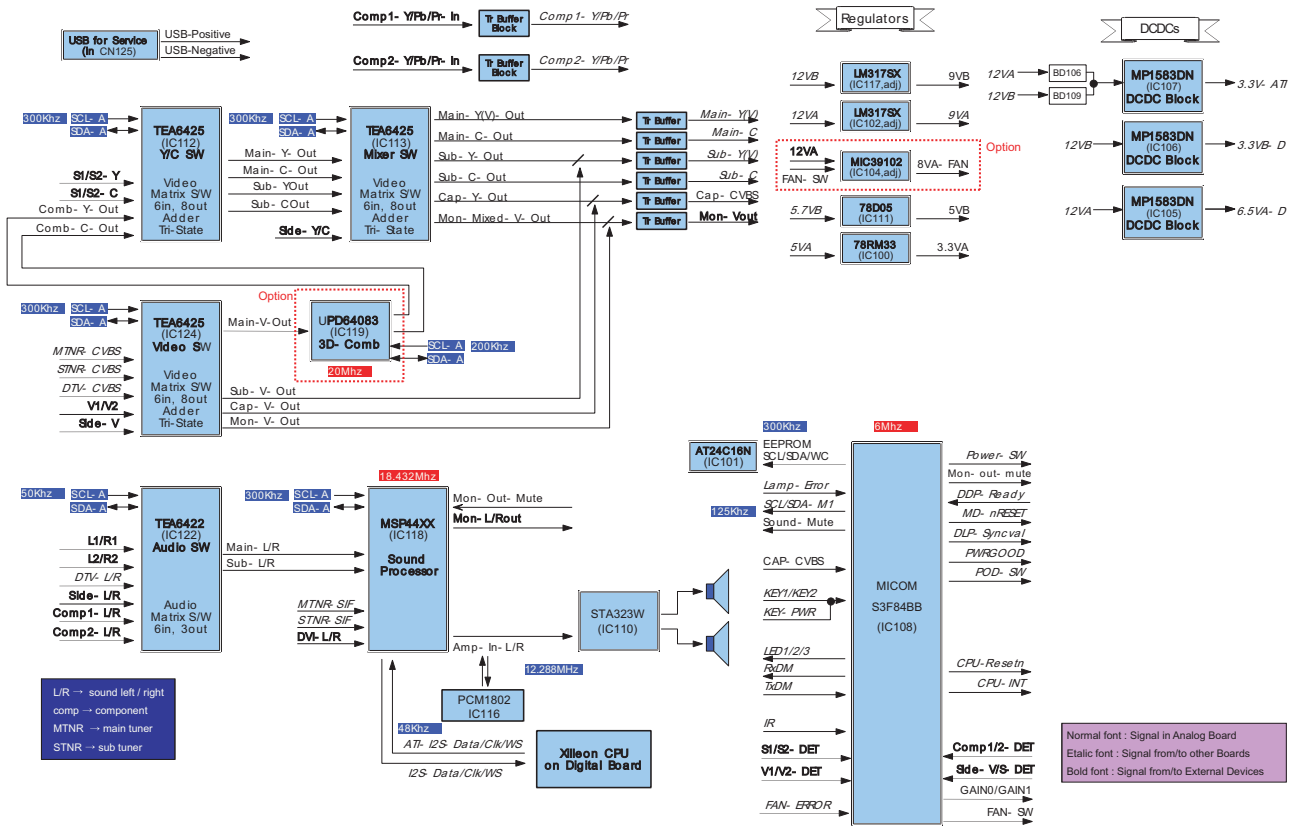 USB for Service
(In CN125)
USB-Positive
USB-Negative
Comp1- Y/Pb/Pr- In
Tr Buffer
Block
Comp1- Y/Pb/Pr
Comp2- Y/Pb/Pr- In
Tr Buffer
Block
Comp2- Y/Pb/Pr
Regulators
DCDCs
12VB
LM317SX
(IC117,adj)
9VB
12VA
LM317SX
(IC102,adj)
9VA
Option
12VA
FAN- SW
MIC39102
(IC104,adj)
8VA- FAN
5.7VB
78D05
(IC111)
5VB
5VA
78RM33
(IC100)
3.3VA
12VA
BD106
12VB
BD109
MP1583DN
(IC107)
DCDC Block
3.3V- ATI
12VB
MP1583DN
(IC106)
DCDC Block
3.3VB- D
12VA
MP1583DN
(IC105)
DCDC Block
6.5VA- D
300Khz
SCL- A
SDA- A
TEA6425
(IC112)
Y/C SW
Video
Matrix S/W
6in, 8out
Adder
Tri-State
S1/S2- Y
S1/S2- C
Comb- Y- Out
Comb- C- Out
Main- Y- Out
Main- C- Out
Sub- YOut
Sub- COut
300Khz
SCL- A
SDA- A
Side- Y/C
TEA6425
(IC113)
Mixer SW
Video
Matrix S/W
6in, 8out
Adder
Tri- State
Main- Y(V)- Out
Main- C- Out
Sub- Y- Out
Sub- C- Out
Cap- Y- Out
Mon- Mixed- V- Out
Tr Buffer
Tr Buffer
Tr Buffer
Tr Buffer
Tr Buffer
Tr Buffer
Main- Y(V)
Main- C
Sub- Y(V)
Sub- C
Cap- CVBS
Mon- Vout
300Khz
SCL- A
SDA- A
MTNR- CVBS
STNR- CVBS
DTV- CVBS
V1/V2
Side- V
TEA6425
(IC124)
Video SW
Video
Matrix S/W
6in, 8out
Adder
Tri-State
Main-V-Out
Sub- V- Out
Cap- V- Out
Mon- V- Out
Option
UPD64083
(IC119)
3D- Comb
20Mhz
SCL- A
SDA- A
200Khz
50Khz
SCL- A
SDA- A
L1/R1
L2/R2
DTV- L/R
Side- L/R
Comp1- L/R
Comp2- L/R
TEA6422
(IC122)
Audio SW
Audio
Matrix S/W
6in, 3out
Main- L/R
Sub- L/R
300Khz
SCL- A
SDA- A
18.432Mhz
MSP44XX
(IC118)
Sound
Processor
Mon- Out- Mute
Mon- L/Rout
MTNR- SIF
STNR- SIF
DVI- L/R
Amp- In- L/R
12.288MHz
PCM1802
IC116
STA323W
(IC110)
48Khz
ATI- I2S- Data/Clk/WS
I2S- Data/Clk/WS
Xilleon CPU
on Digital Board
L/R → sound left / right
comp → component
MTNR → main tuner
STNR → sub tuner
AT24C16N
(IC101)
300Khz
EEPROM
SCL/SDA/WC
Lamp- Error
125Khz
SCL/SDA- M1
Sound- Mute
CAP- CVBS
KEY1/KEY2
KEY- PWR
LED1/2/3
RxDM
TxDM
IR
S1/S2- DET
V1/V2- DET
FAN- ERROR
6Mhz
MICOM
S3F84BB
(IC108)
Power- SW
Mon- out- mute
DDP- Ready
MD- nRESET
DLP- Syncval
PWRGOOD
POD- SW
CPU-Resetn
CPU- INT
Comp1/2- DET
Side- V/S- DET
GAIN0/GAIN1
FAN- SW
Normal font : Signal in Analog Board
Etalic font : Signal from/to other Boards
Bold font : Signal from/to External Devices